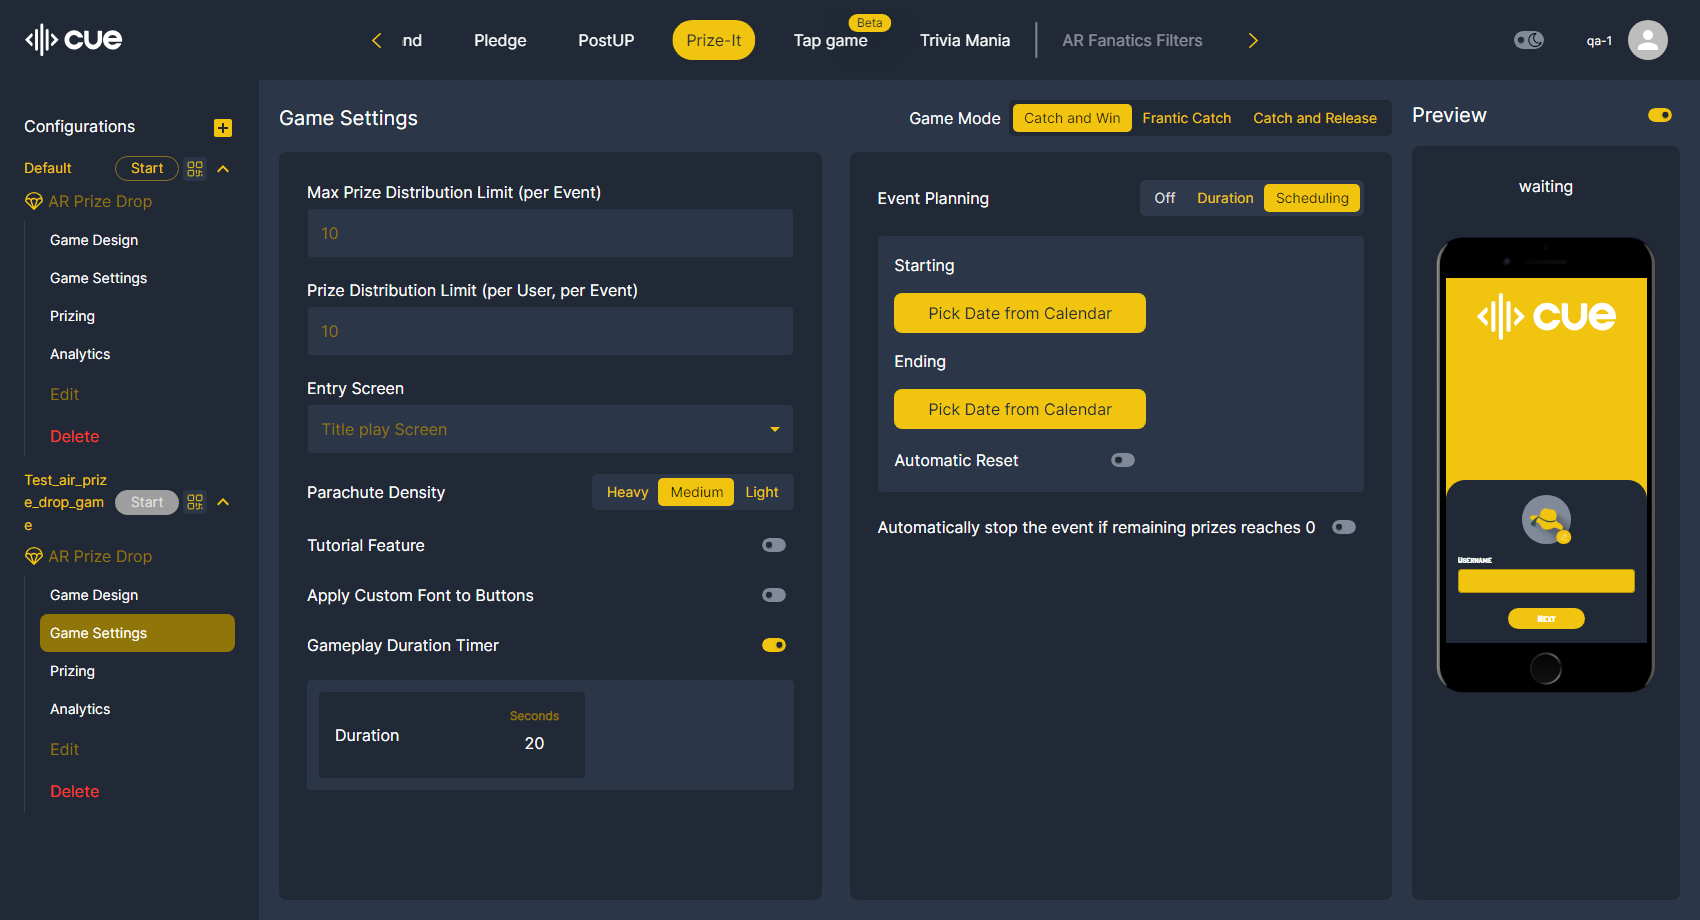 cue
nd
Pledge
PostUP
Prize-It
Beta
Tap game
Trivia Mania
AR Fanatics Filters
qa-1
Configurations
Default
Start
AR Prize Drop
Game Design
Game Settings
Prizing
Analytics
Edit
Delete
Test_air_priz
e_drop_gam
e
Start
AR Prize Drop
Game Design
Game Settings
Prizing
Analytics
Edit
Delete
Game Settings
Game Mode
Catch and Win
Frantic Catch
Catch and Release
Max Prize Distribution Limit (per Event)
10
Prize Distribution Limit (per User, per Event)
10
Entry Screen
Title play Screen
Parachute Density
Heavy
Medium
Light
Tutorial Feature
Apply Custom Font to Buttons
Gameplay Duration Timer
Duration
Seconds
20
Event Planning
Off
Duration
Scheduling
Starting
Pick Date from Calendar
Ending
Pick Date from Calendar
Automatic Reset
Automatically stop the event if remaining prizes reaches 0
Preview
waiting
cue
Username
Next